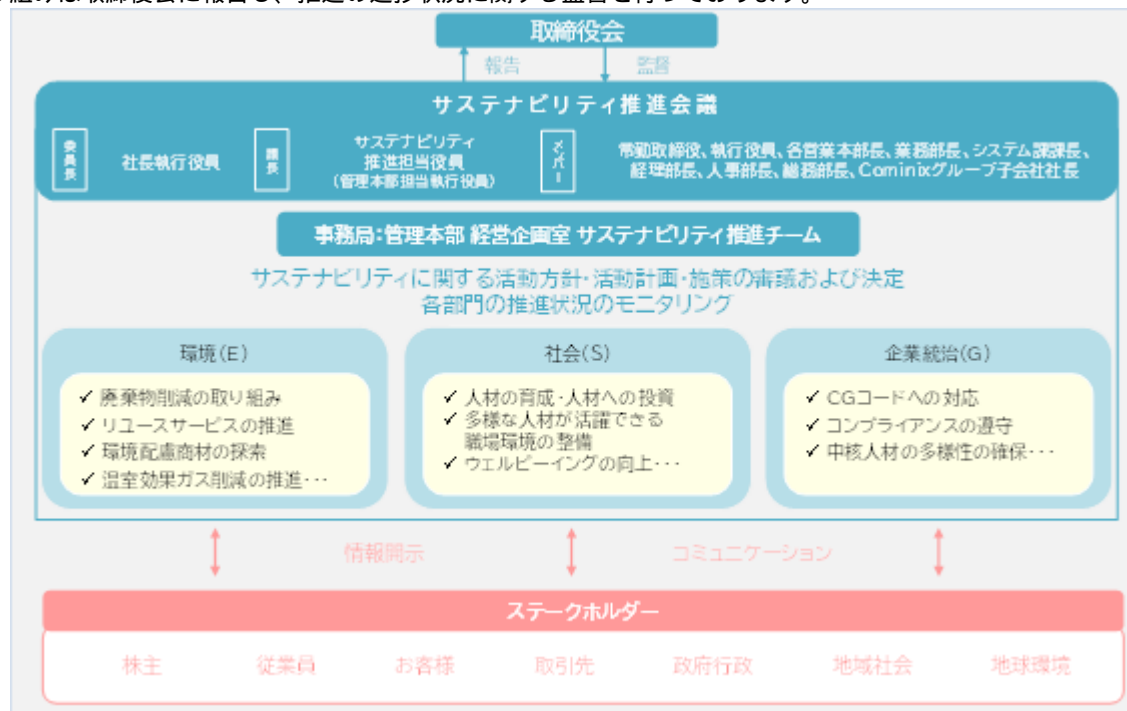 組みは取締役会に報告し、推進の進捗状況に関する監督を行っております。
取締役会
報告
監督
サステナビリティ推進会議
委員長
社長執行役員
議長
サステナビリティ
推進担当役員
(管理本部担当執行役員)
メンバー
常勤取締役、執行役員、各営業本部長、業務部長、システム課課長、
経理部長、人事部長、総務部長、Cominixグループ子会社社長
事務局:管理本部 経営企画室 サステナビリティ推進チーム
サステナビリティに関する活動方針・活動計画・施策の審議および決定
各部門の推進状況のモニタリング
環境(E)
✓ 廃棄物削減の取り組み
✓ リユースサービスの推進
✓ 環境配慮商材の探索
✓ 温室効果ガス削減の推進・・・
社会(S)
✓ 人材の育成・人材への投資
✓ 多様な人材が活躍できる
職場環境の整備
✓ ウェルビーイングの向上・・・
企業統治(G)
✓ CGコードへの対応
✓ コンプライアンスの遵守
✓ 中核人材の多様性の確保・・・
情報開示
コミュニケーション
ステークホルダー
株主
従業員
お客様
取引先
政府行政
地域社会
地球環境